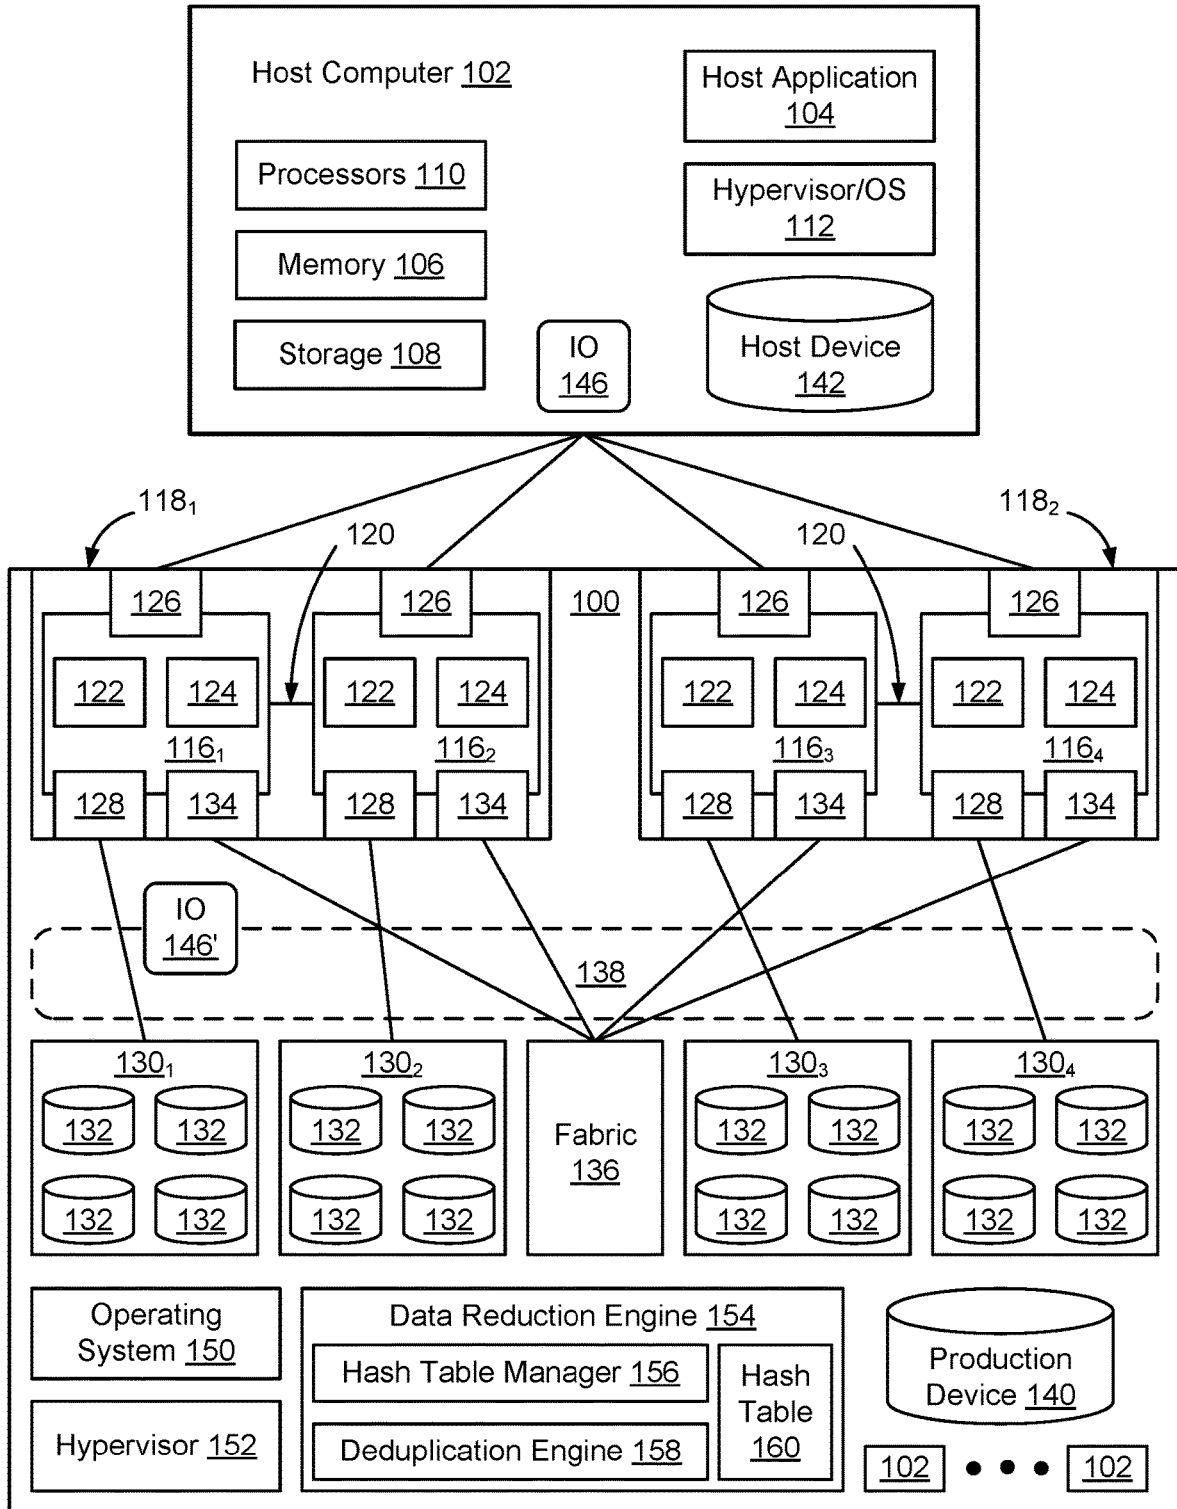 Host Computer 102
Host Application
104
Processors 110
Hypervisor/OS
112
Memory 106
Storage 108
IO
146
Host Device
142
118₁
120
120
118₂
126
126
100
126
126
122
124
122
124
122
124
122
124
116₁
116₂
116₃
116₄
128
134
128
134
128
134
128
134
IO
146'
138
130₁
130₂
130₃
130₄
132
132
132
132
132
132
132
132
Fabric
136
132
132
132
132
132
132
132
132
Operating
System 150
Data Reduction Engine 154
Hash Table Manager 156
Hash
Table
160
Production
Device 140
Hypervisor 152
Deduplication Engine 158
102
102